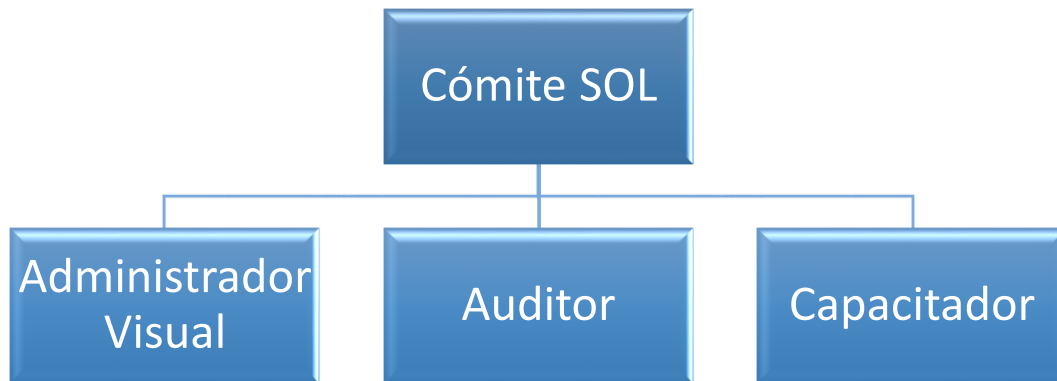 Cómite SOL
Administrador
Visual
Auditor
Capacitador